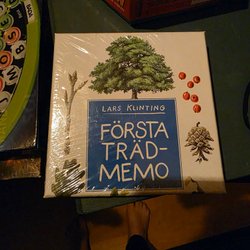 LARS KLINTING
FÖRSTA
TRÄD-
MEMO